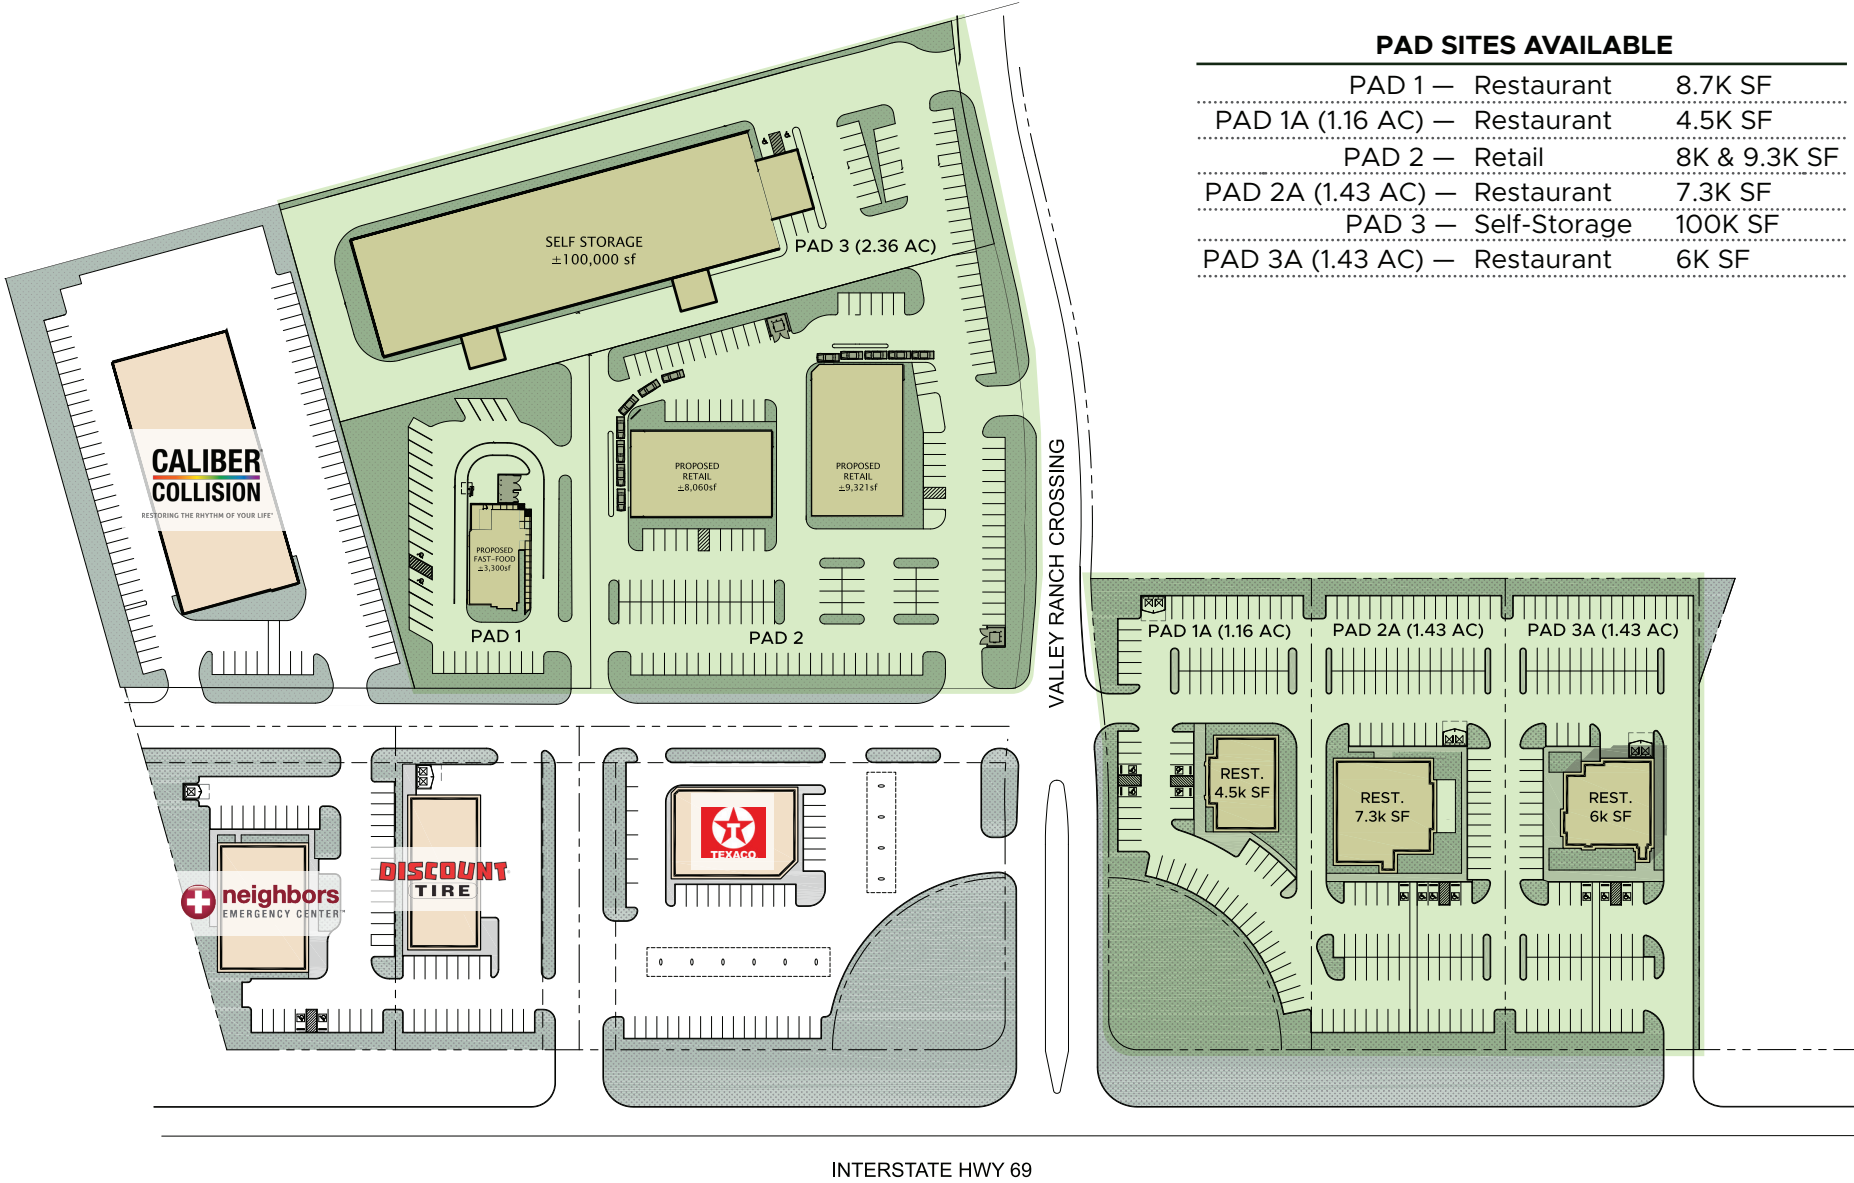 PAD SITES AVAILABLE
PAD 1 — Restaurant 8.7K SF
PAD 1A (1.16 AC) — Restaurant 4.5K SF
PAD 2 — Retail 8K & 9.3K SF
PAD 2A (1.43 AC) — Restaurant 7.3K SF
PAD 3 — Self-Storage 100K SF
PAD 3A (1.43 AC) — Restaurant 6K SF
SELF STORAGE
±100,000 sf
PAD 3 (2.36 AC)
CALIBER
COLLISION
RESTORING THE RHYTHM OF YOUR LIFE®
PROPOSED
RETAIL
±8,060sf
PROPOSED
RETAIL
±9,321sf
PROPOSED
FAST-FOOD
±3,300sf
PAD 1
PAD 2
VALLEY RANCH CROSSING
PAD 1A (1.16 AC)
PAD 2A (1.43 AC)
PAD 3A (1.43 AC)
REST.
4.5k SF
REST.
7.3k SF
REST.
6k SF
neighbors
EMERGENCY CENTER™
DISCOUNT
TIRE
T
TEXACO
INTERSTATE HWY 69